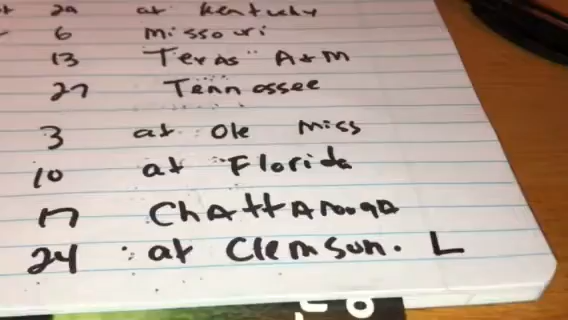 29 at Kentucky
6 Missouri
13 Texas A+M
27 Tennessee
3 at Ole Miss
10 at Florida
17 ChAttAnoogA
24 at Clemson. L